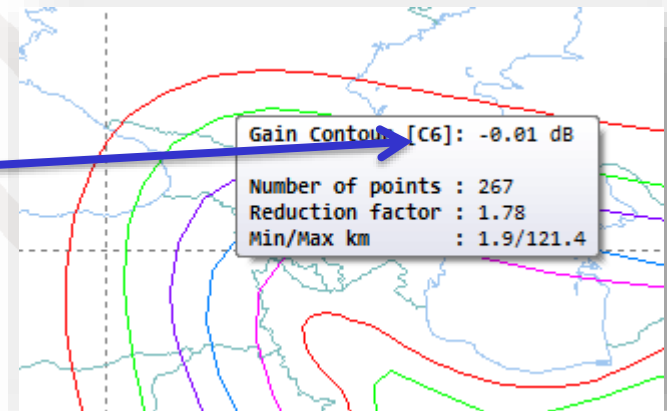 Gain Contour [C6]: -0.01 dB
Number of points : 267
Reduction factor : 1.78
Min/Max km : 1.9/121.4